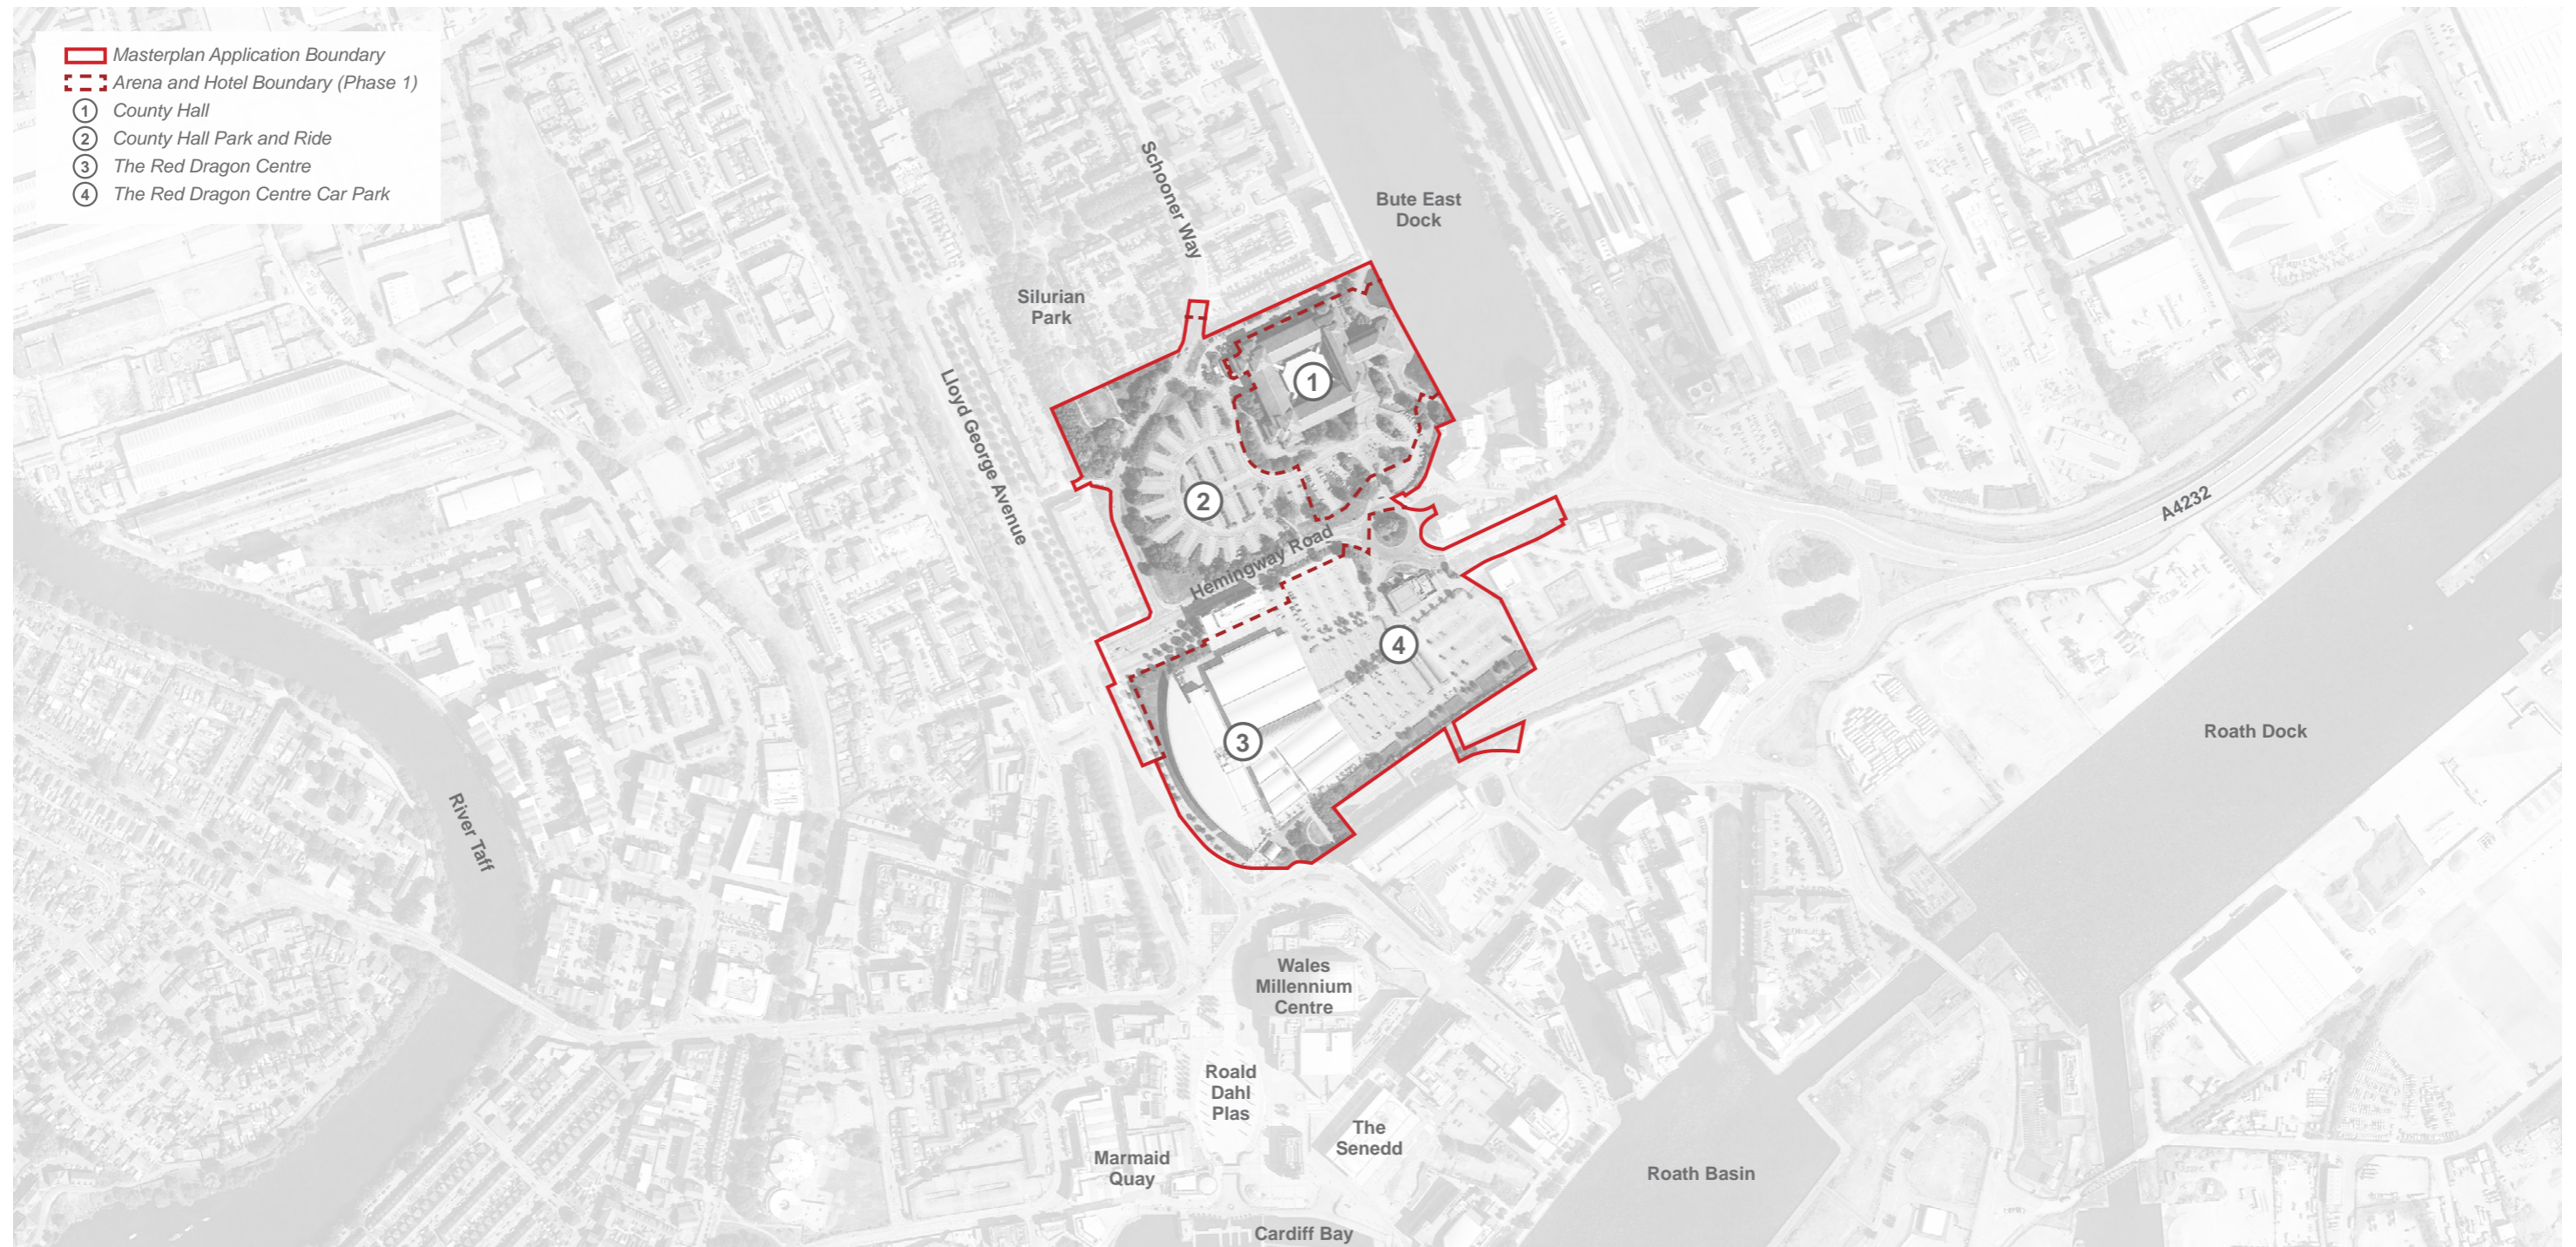 Masterplan Application Boundary
Arena and Hotel Boundary (Phase 1)
1 County Hall
2 County Hall Park and Ride
3 The Red Dragon Centre
4 The Red Dragon Centre Car Park
Schooner Way
Bute East
Dock
Silurian
Park
1
Lloyd George Avenue
2
A4232
Hemingway Road
4
3
Roath Dock
River Taff
Wales
Millennium
Centre
Roald
Dahl
Plas
The
Senedd
Marmaid
Quay
Roath Basin
Cardiff Bay